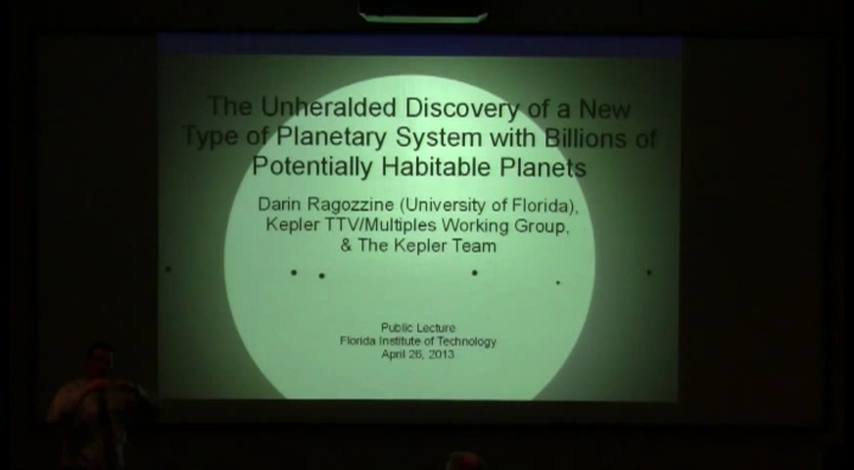 The Unheralded Discovery of a New
Type of Planetary System with Billions of
Potentially Habitable Planets
Darin Ragozzine (University of Florida),
Kepler TTV/Multiples Working Group,
& The Kepler Team
Public Lecture
Florida Institute of Technology
April 26, 2013